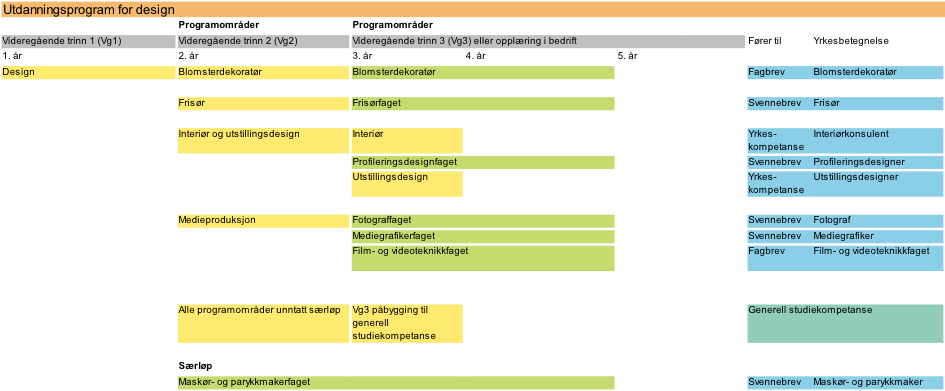 Utdanningsprogram for design
Programområder Programområder
Videregående trinn 1 (Vg1) Videregående trinn 2 (Vg2) Videregående trinn 3 (Vg3) eller opplæring i bedrift Fører til Yrkesbetegnelse
1. år 2. år 3. år 4. år 5. år
Design Blomsterdekoratør Blomsterdekoratør Fagbrev Blomsterdekoratør
Frisør Frisørfaget Svennebrev Frisør
Interiør og utstillingsdesign Interiør Yrkes- Interiørkonsulent
kompetanse
Profileringsdesignfaget Svennebrev Profileringsdesigner
Utstillingsdesign Yrkes- Utstillingsdesigner
kompetanse
Medieproduksjon Fotograffaget Svennebrev Fotograf
Mediegrafikerfaget Svennebrev Mediegrafiker
Film- og videoteknikkfaget Fagbrev Film- og videoteknikkfaget
Alle programområder unntatt særløp Vg3 påbygging til Generell studiekompetanse
generell
studiekompetanse
Særløp
Maskør- og parykkmakerfaget Svennebrev Maskør- og parykkmaker